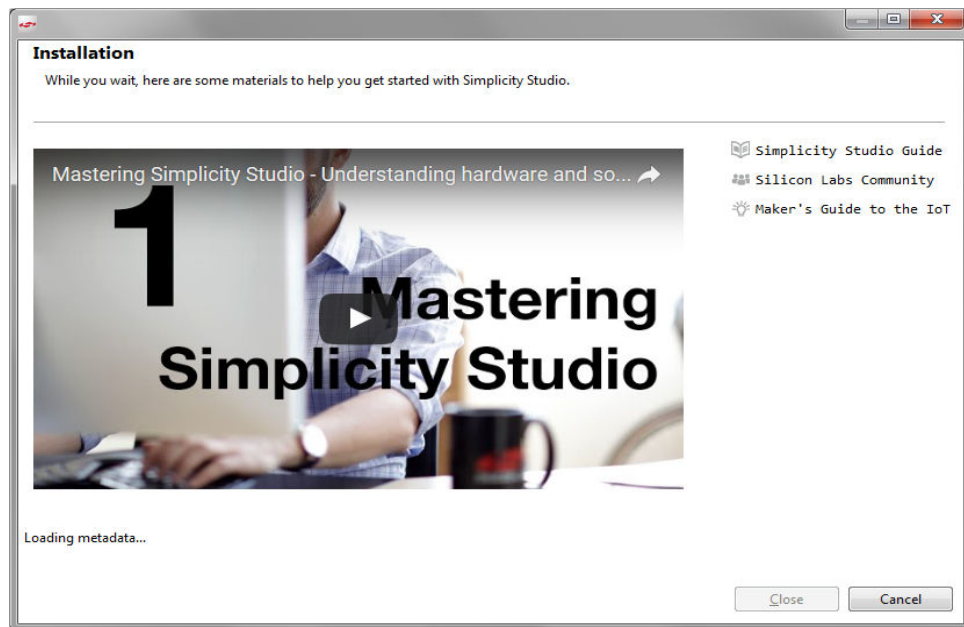 Installation
While you wait, here are some materials to help you get started with Simplicity Studio.
Mastering Simplicity Studio - Understanding hardware and so...
1
Mastering
Simplicity Studio
Simplicity Studio Guide
Silicon Labs Community
Maker's Guide to the IoT
Loading metadata...
Close
Cancel